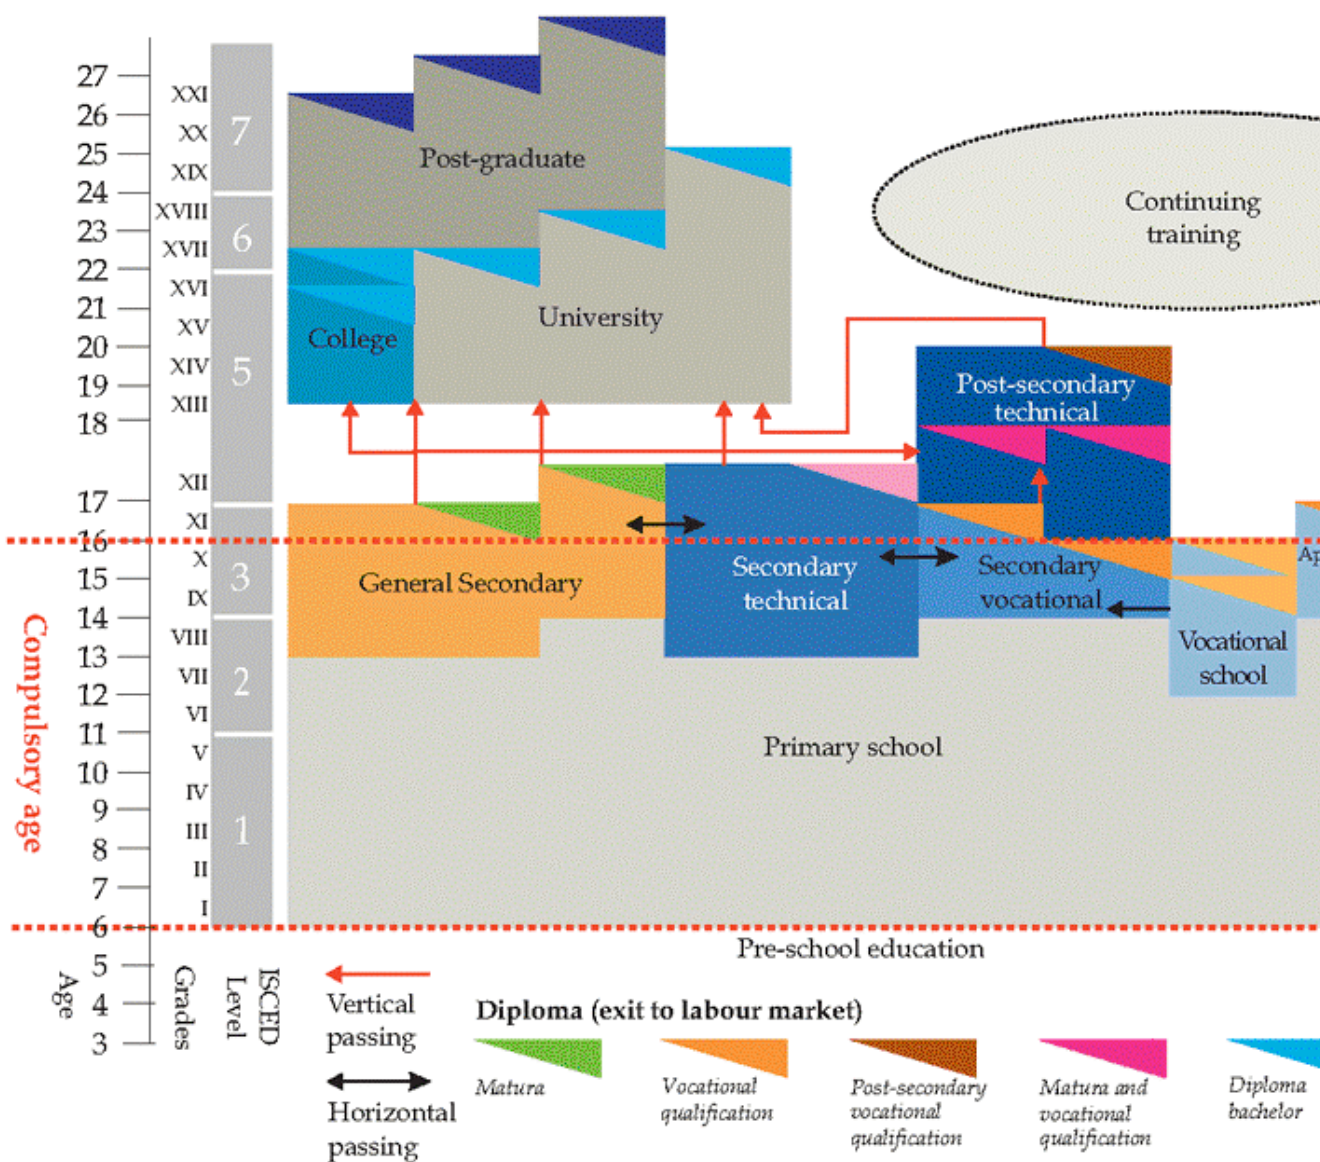 27
XXI
26
XX
7
25
Post-graduate
XIX
24
XVIII
Continuing
training
23
6
XVII
22
XVI
21
University
XV
College
20
XIV
5
Post-secondary
technical
19
XIII
18
XII
17
XI
16
X
15
3
General Secondary
Secondary
technical
Secondary
vocational
Ap
IX
14
VIII
13
Vocational
school
VII
2
12
VI
11
Primary school
V
10
IV
9
III
1
8
II
7
I
6
Compulsory age
Pre-school education
5
4
3
Age
Grades
ISCED
Level
Vertical
passing
Horizontal
passing
Diploma (exit to labour market)
Matura
Vocational
qualification
Post-secondary
vocational
qualification
Matura and
vocational
qualification
Diploma
bachelor